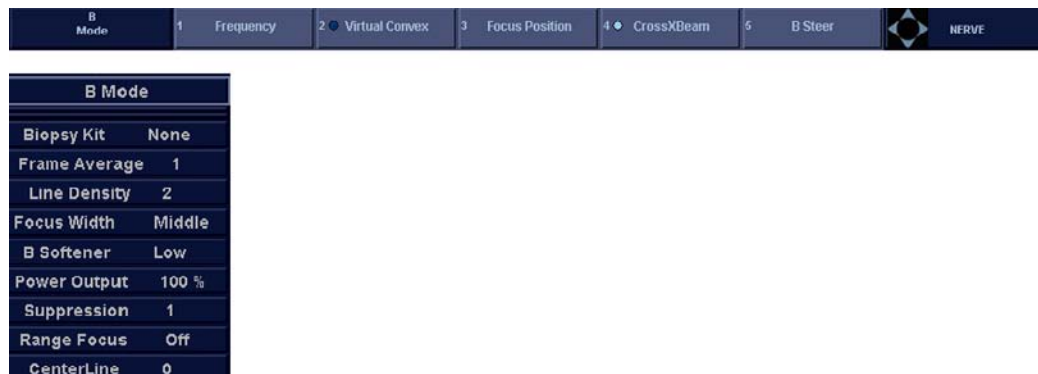 B Mode 1 Frequency 2 Virtual Convex 3 Focus Position 4 CrossXBeam 5 B Steer NERVE
B Mode
Biopsy Kit None
Frame Average 1
Line Density 2
Focus Width Middle
B Softener Low
Power Output 100 %
Suppression 1
Range Focus Off
CenterLine 0